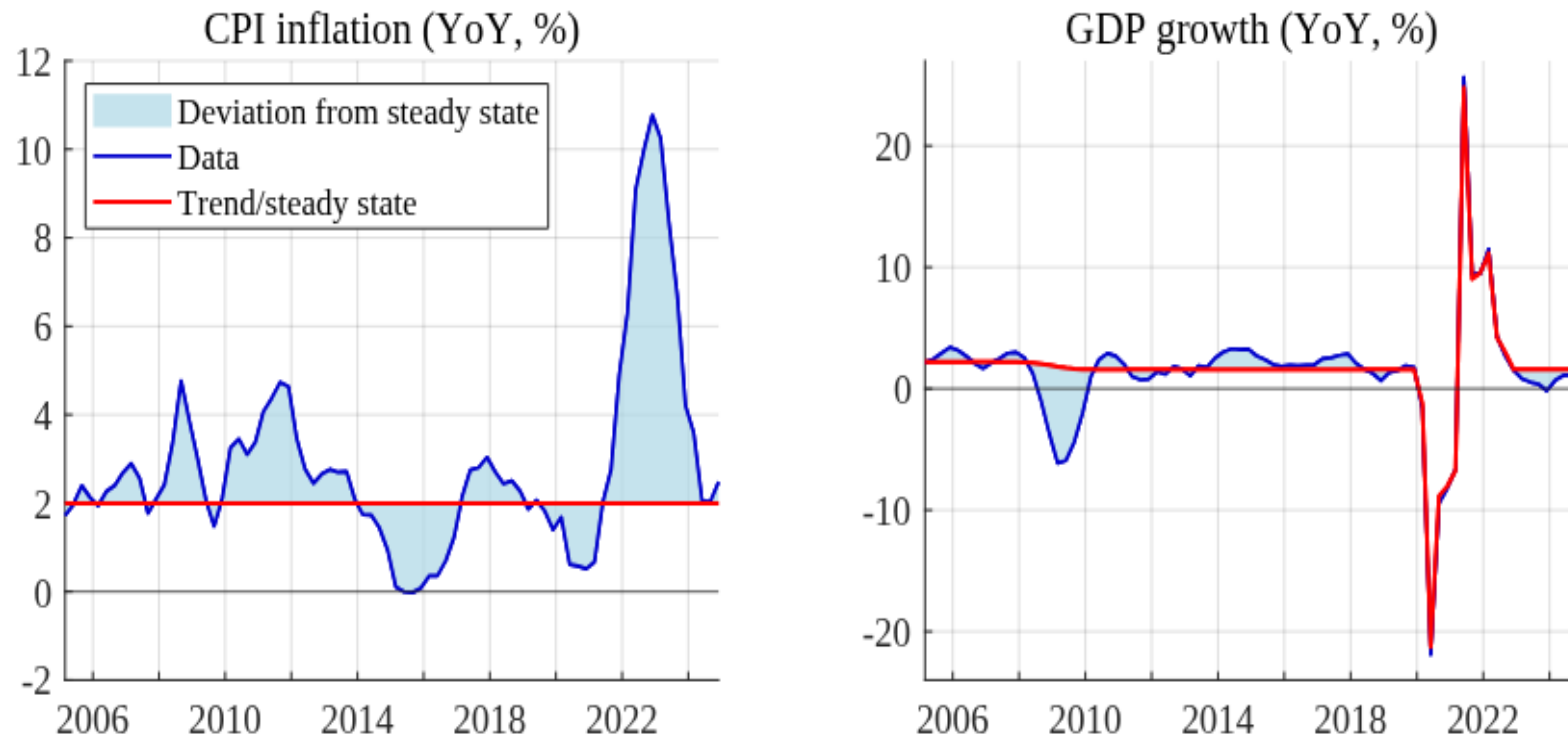 CPI inflation (YoY, %)
12
10
8
6
4
2
0
-2
2006 2010 2014 2018 2022
Deviation from steady state
Data
Trend/steady state
GDP growth (YoY, %)
20
10
0
-10
-20
2006 2010 2014 2018 2022